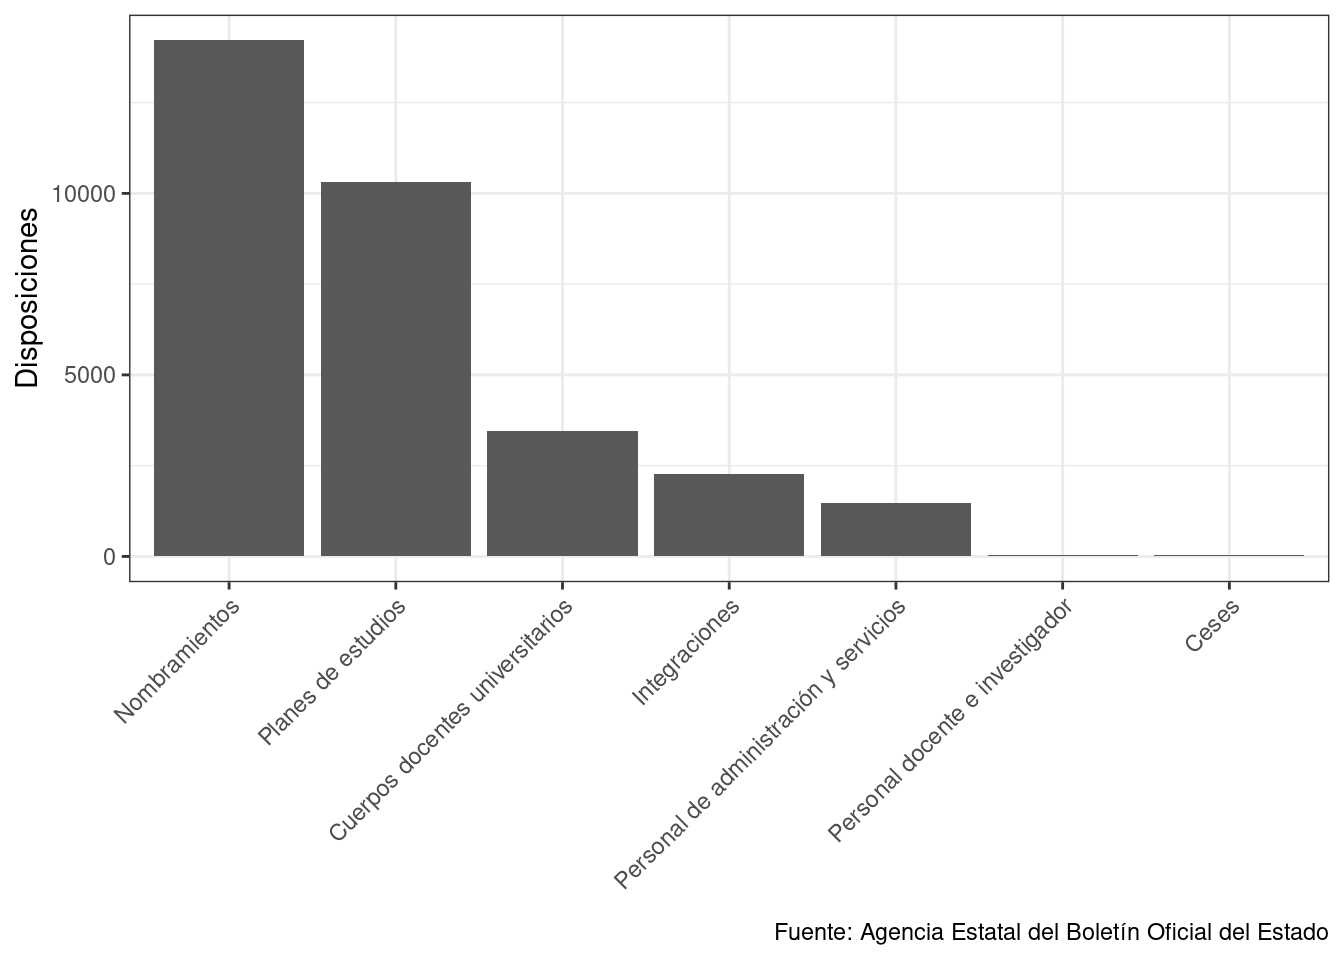 Disposiciones
10000
5000
0
Nombramientos
Planes de estudios
Cuerpos docentes universitarios
Integraciones
Personal de administración y servicios
Personal docente e investigador
Ceses
Fuente: Agencia Estatal del Boletín Oficial del Estado